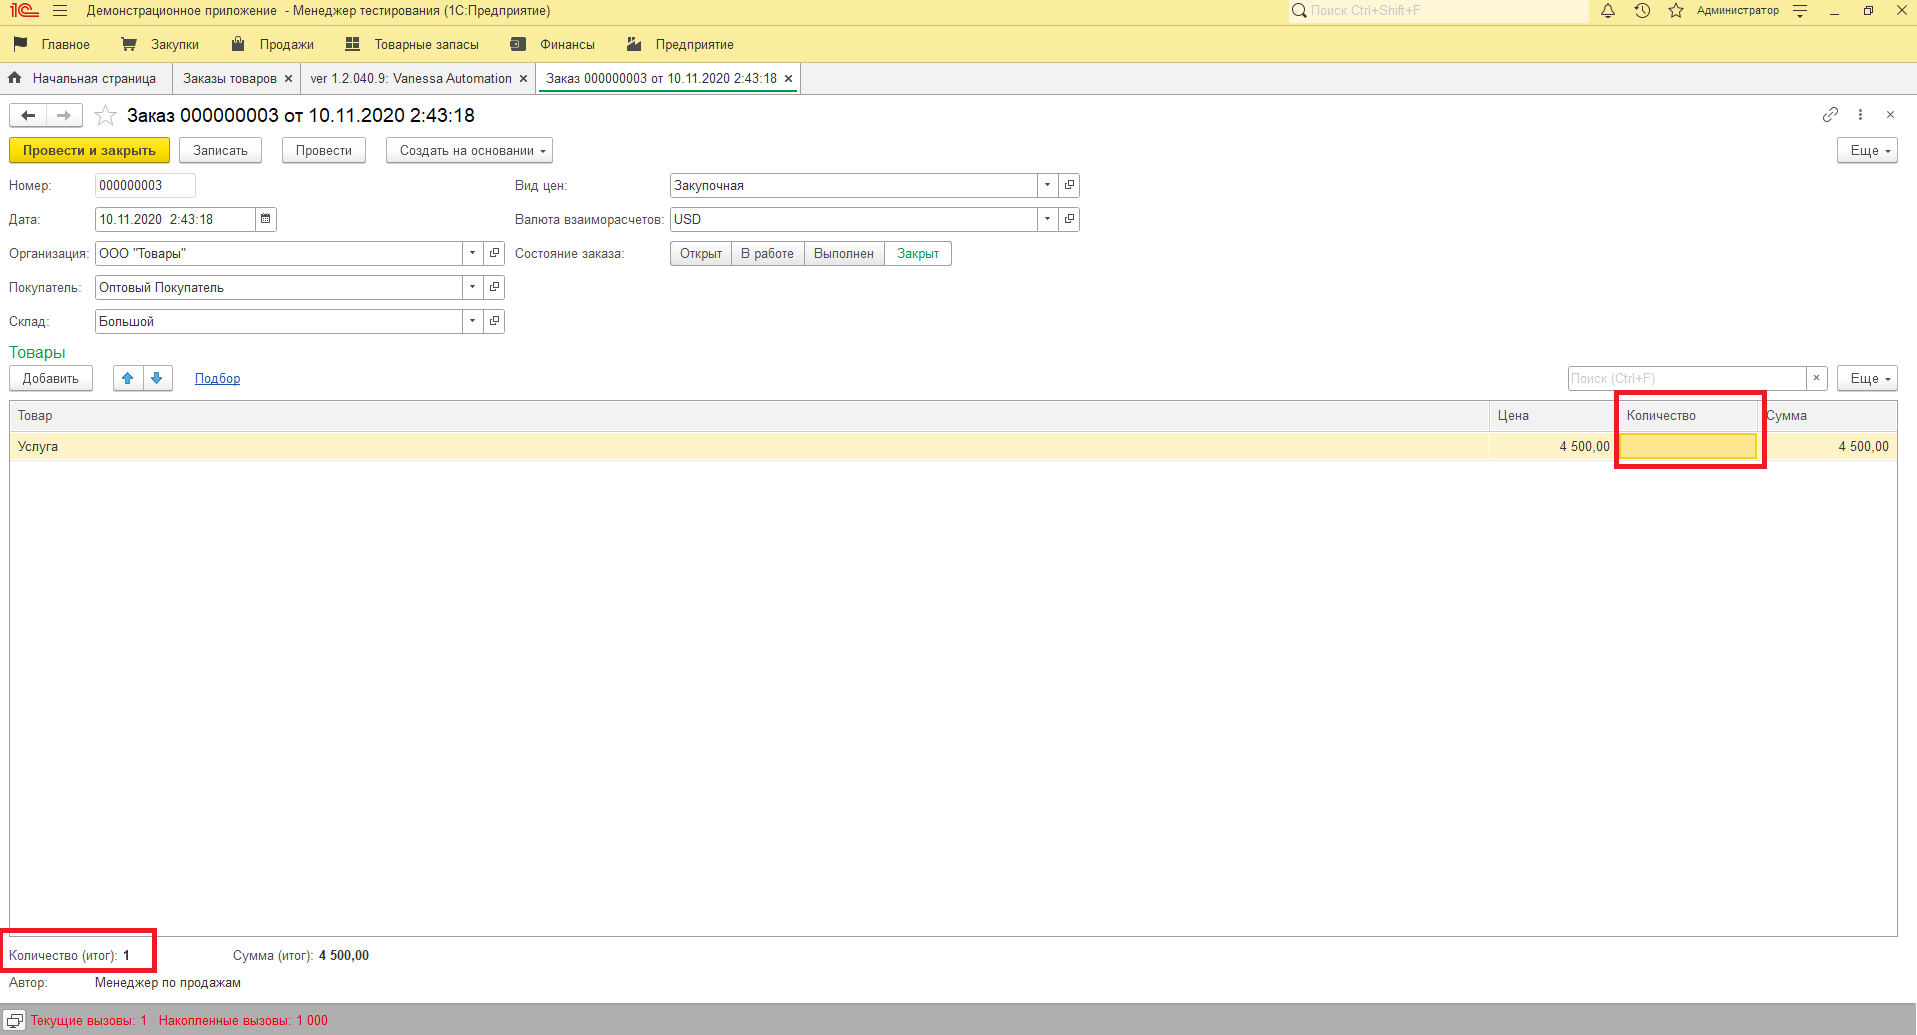 1С Демонстрационное приложение - Менеджер тестирования (1С:Предприятие) Поиск Ctrl+Shift+F Администратор
Главное Закупки Продажи Товарные запасы Финансы Предприятие
Начальная страница Заказы товаров × ver 1.2.040.9: Vanessa Automation × Заказ 000000003 от 10.11.2020 2:43:18 ×
Заказ 000000003 от 10.11.2020 2:43:18
Провести и закрыть Записать Провести Создать на основании Еще
Номер: 000000003 Вид цен: Закупочная
Дата: 10.11.2020 2:43:18 Валюта взаиморасчетов: USD
Организация: ООО "Товары" Состояние заказа: Открыт В работе Выполнен Закрыт
Покупатель: Оптовый Покупатель
Склад: Большой
Товары
Добавить Подбор Поиск (Ctrl+F) × Еще
Товар Цена Количество Сумма
Услуга 4 500,00 4 500,00
Количество (итог): 1 Сумма (итог): 4 500,00
Автор: Менеджер по продажам
Текущие вызовы: 1 Накопленные вызовы: 1 000